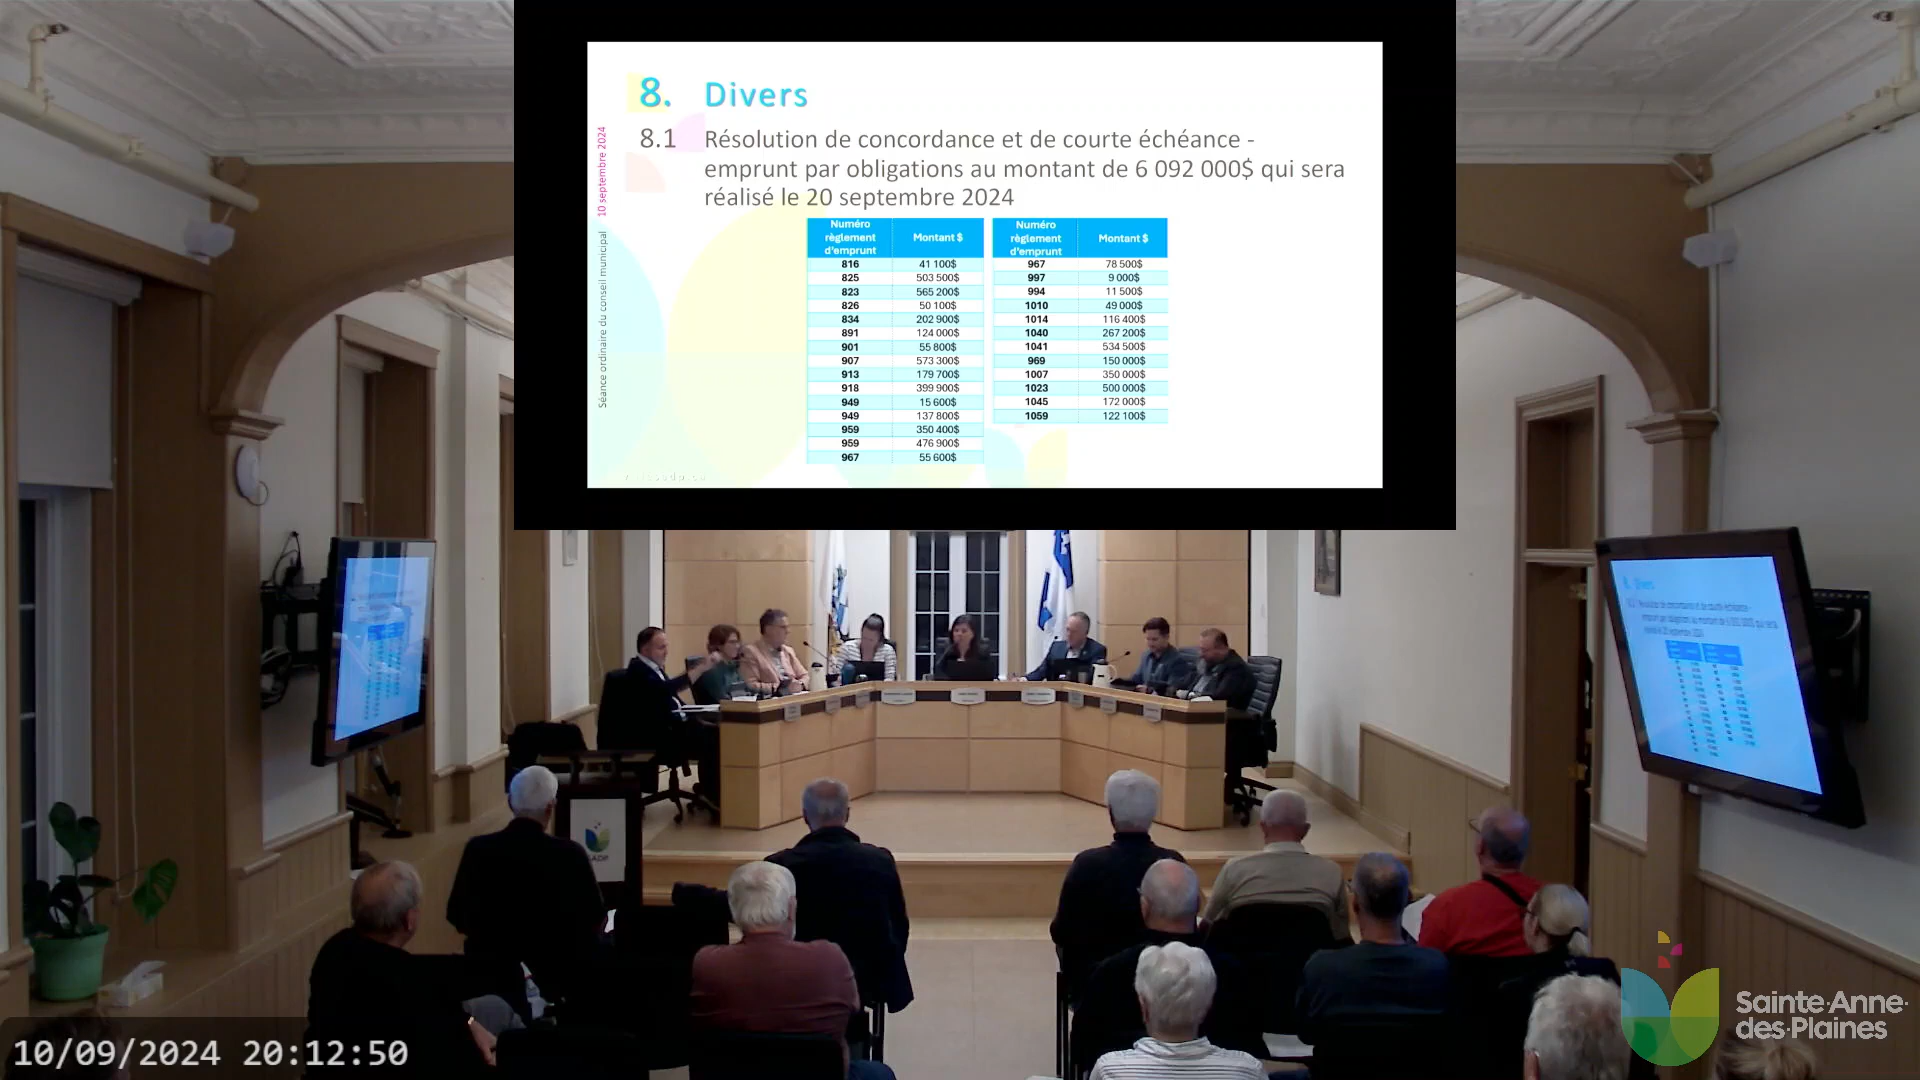 8. Divers
8.1 Résolution de concordance et de courte échéance -
emprunt par obligations au montant de 6 092 000$ qui sera
réalisé le 20 septembre 2024
Séance ordinaire du conseil municipal 10 septembre 2024
Numéro règlement d'emprunt Montant $
816 41 100$
825 503 500$
823 565 200$
826 50 100$
834 202 900$
891 124 000$
901 55 800$
907 573 300$
913 179 700$
918 399 900$
949 15 600$
949 137 800$
959 350 400$
959 476 900$
967 55 600$
Numéro règlement d'emprunt Montant $
967 78 500$
997 9 000$
994 11 500$
1010 49 000$
1014 116 400$
1040 267 200$
1041 534 500$
969 150 000$
1007 350 000$
1023 500 000$
1045 172 000$
1059 122 100$
8. Divers
Sainte-Anne-
des-Plaines
10/09/2024 20:12:50